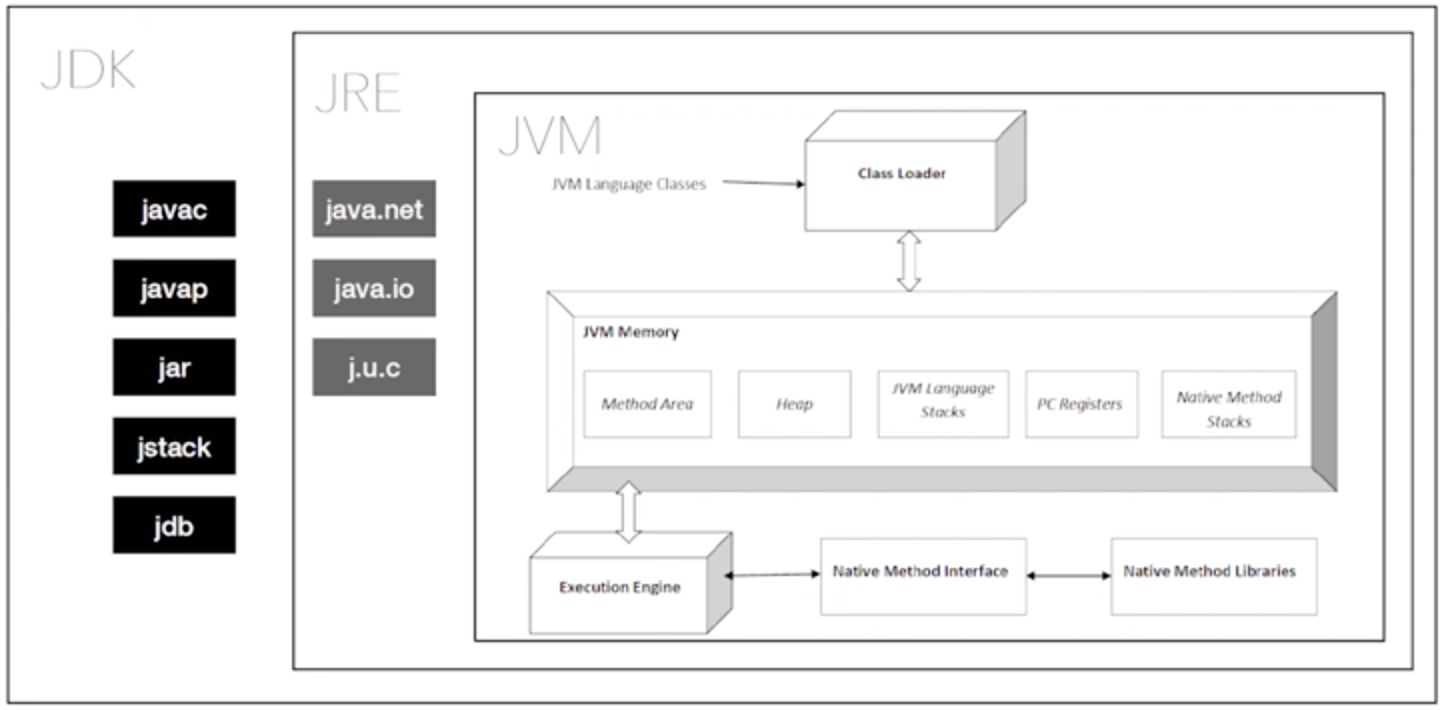 JDK
javac
javap
jar
jstack
jdb
JRE
java.net
java.io
j.u.c
JVM
JVM Language Classes
Class Loader
JVM Memory
Method Area
Heap
JVM Language
Stacks
PC Registers
Native Method
Stacks
Execution Engine
Native Method Interface
Native Method Libraries